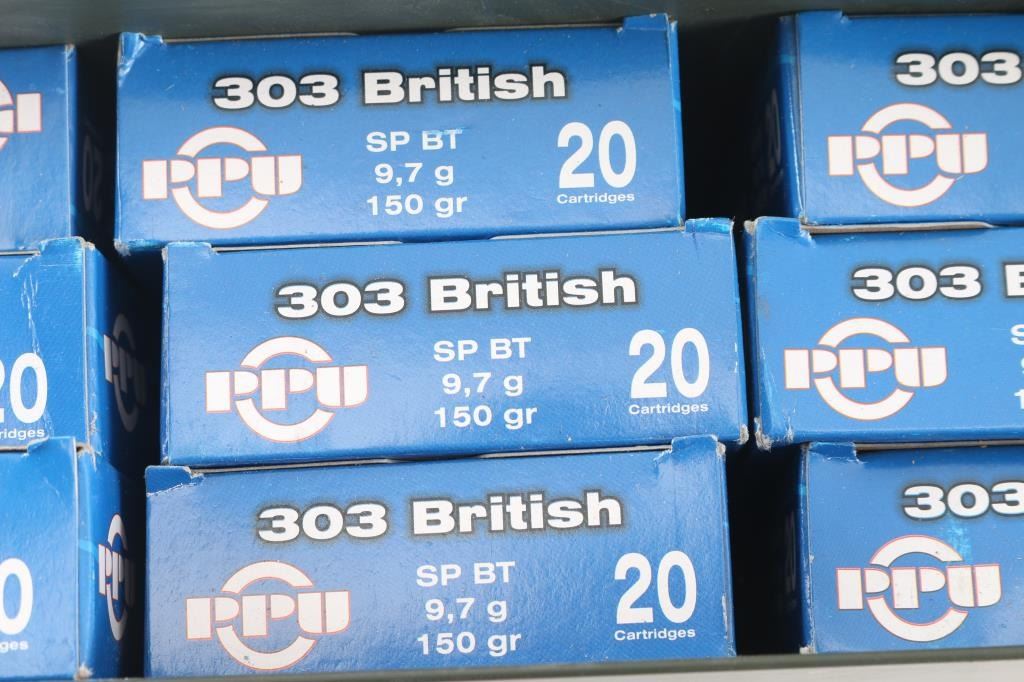 303 British
PPU
SP BT
9,7 g
150 gr
20
Cartridges
303
PPU
303 British
PPU
SP BT
9,7 g
150 gr
20
Cartridges
303 B
PPU
20
303 British
PPU
SP BT
9,7 g
150 gr
20
Cartridges
303
PPU